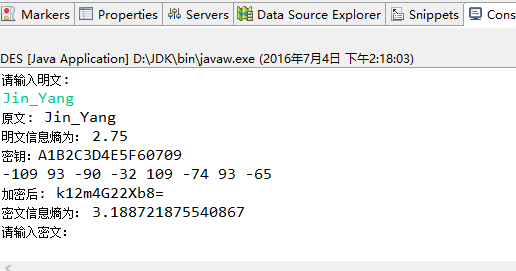 Markers Properties Servers Data Source Explorer Snippets Cons
DES [Java Application] D:\JDK\bin\javaw.exe (2016年7月4日 下午2:18:03)
请输入明文:
Jin_Yang
原文: Jin_Yang
明文信息熵为: 2.75
密钥:A1B2C3D4E5F60709
-109 93 -90 -32 109 -74 93 -65
加密后: k12m4G22Xb8=
密文信息熵为: 3.188721875540867
请输入密文: